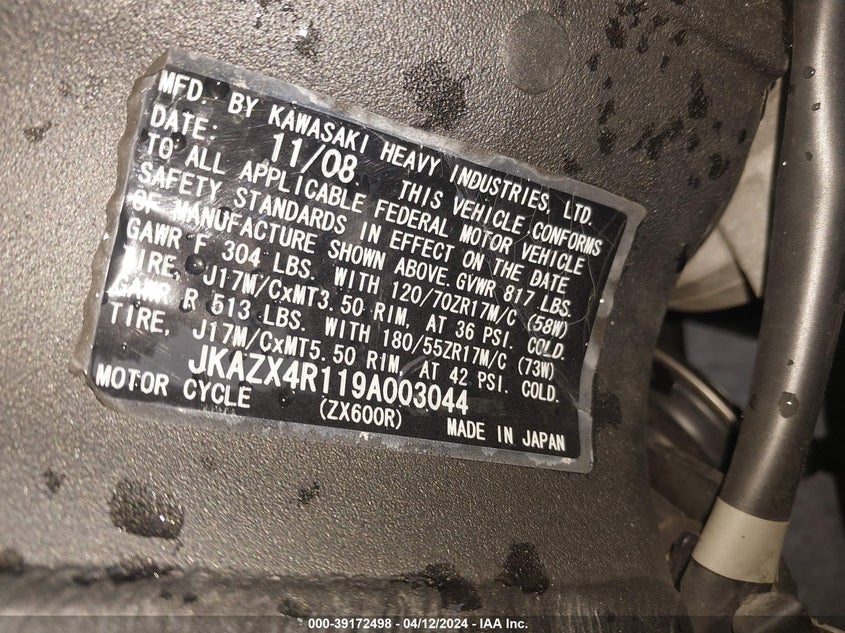 MFD. BY KAWASAKI HEAVY INDUSTRIES, LTD.
DATE: 11/08 THIS VEHICLE CONFORMS
TO ALL APPLICABLE FEDERAL MOTOR VEHICLE
SAFETY STANDARDS IN EFFECT ON THE DATE
OF MANUFACTURE SHOWN ABOVE. GVWR 817 LBS.
GAWR F 304 LBS. WITH 120/70ZR17M/C (58W)
TIRE, J17M/CxMT3.50 RIM, AT 36 PSI. COLD.
GAWR R 513 LBS. WITH 180/55ZR17M/C (73W)
TIRE, J17M/CxMT5.50 RIM, AT 42 PSI. COLD.
JKAZX4R119A003044
MOTOR CYCLE (ZX600R) MADE IN JAPAN
000-39172498 - 04/12/2024 - IAA Inc.